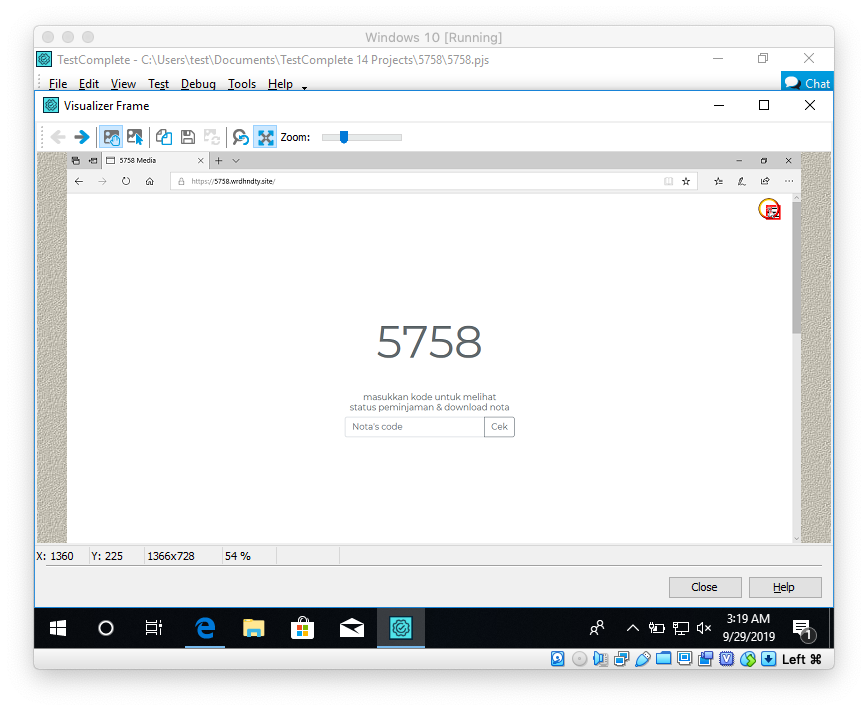 Windows 10 [Running]
TestComplete - C:\Users\test\Documents\TestComplete 14 Projects\5758\5758.pjs
File Edit View Test Debug Tools Help
Chat
Visualizer Frame
Zoom:
5758 Media
https://5758.wrdhndty.site/
5758
masukkan kode untuk melihat
status peminjaman & download nota
Nota's code Cek
X: 1360 Y: 225 1366x728 54 %
Close Help
3:19 AM
9/29/2019
1
Left ⌘